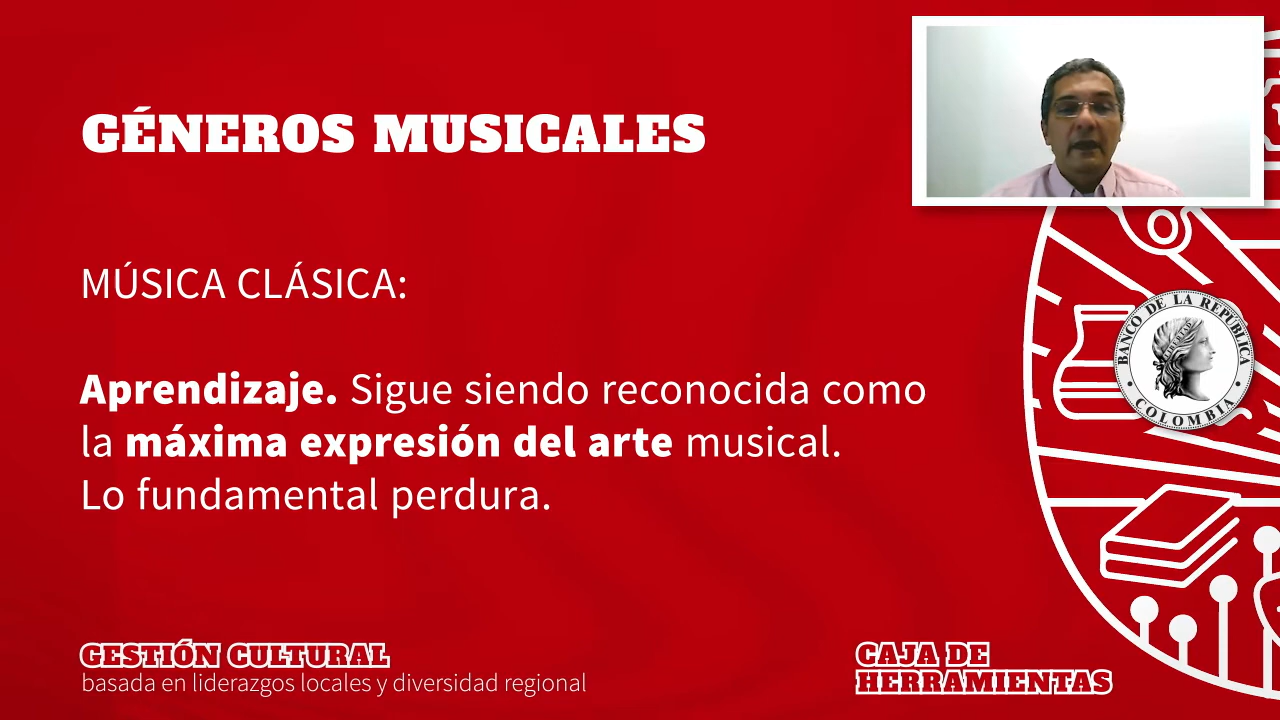 GÉNEROS MUSICALES
MÚSICA CLÁSICA:
Aprendizaje. Sigue siendo reconocida como
la máxima expresión del arte musical.
Lo fundamental perdura.
BANCO DE LA REPÚBLICA
LIBERTAD
COLOMBIA
GESTIÓN CULTURAL
basada en liderazgos locales y diversidad regional
CAJA DE
HERRAMIENTAS